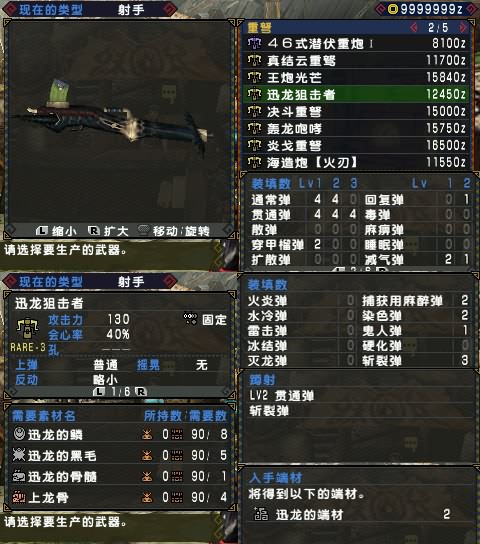 现在的类型 射手
9999999z
重弩 2/5
４６式潜伏重炮Ⅰ 8100z
真结云重驽 11700z
王炮光芒 15840z
迅龙狙击者 12450z
决斗重弩 15000z
轰龙咆哮 15750z
炎戈重弩 16500z
海造炮【火刃】 11550z
L 缩小 R 扩大 移动/旋转
请选择要生产的武器。
装填数 Lv1 2 3 Lv 1 2
通常弹 4 4 回复弹 0 1
贯通弹 4 4 4 毒弹 0 0
散弹 0 0 0 麻痹弹 0 0
穿甲榴弹 2 0 0 睡眠弹 0 0
扩散弹 0 0 0 减气弹 2 1
现在的类型 射手
迅龙狙击者
攻击力 130 固定
会心率 40%
RARE-3 孔 ---
上弹 普通 摇晃 无
反动 略小
L 1/6 R
需要素材名 所持数/需要数
迅龙的鳞 0 90/ 8
迅龙的黑毛 0 90/ 5
迅龙的骨髓 0 90/ 1
上龙骨 0 90/ 4
请选择要生产的武器。
装填数
火炎弹 0 捕获用麻醉弹 2
水冷弹 0 染色弹 2
雷击弹 0 鬼人弹 1
冰结弹 0 硬化弹 0
灭龙弹 0 斩裂弹 3
蹲射
LV2 贯通弹
斩裂弹
入手端材
将得到以下的端材。
迅龙的端材 2